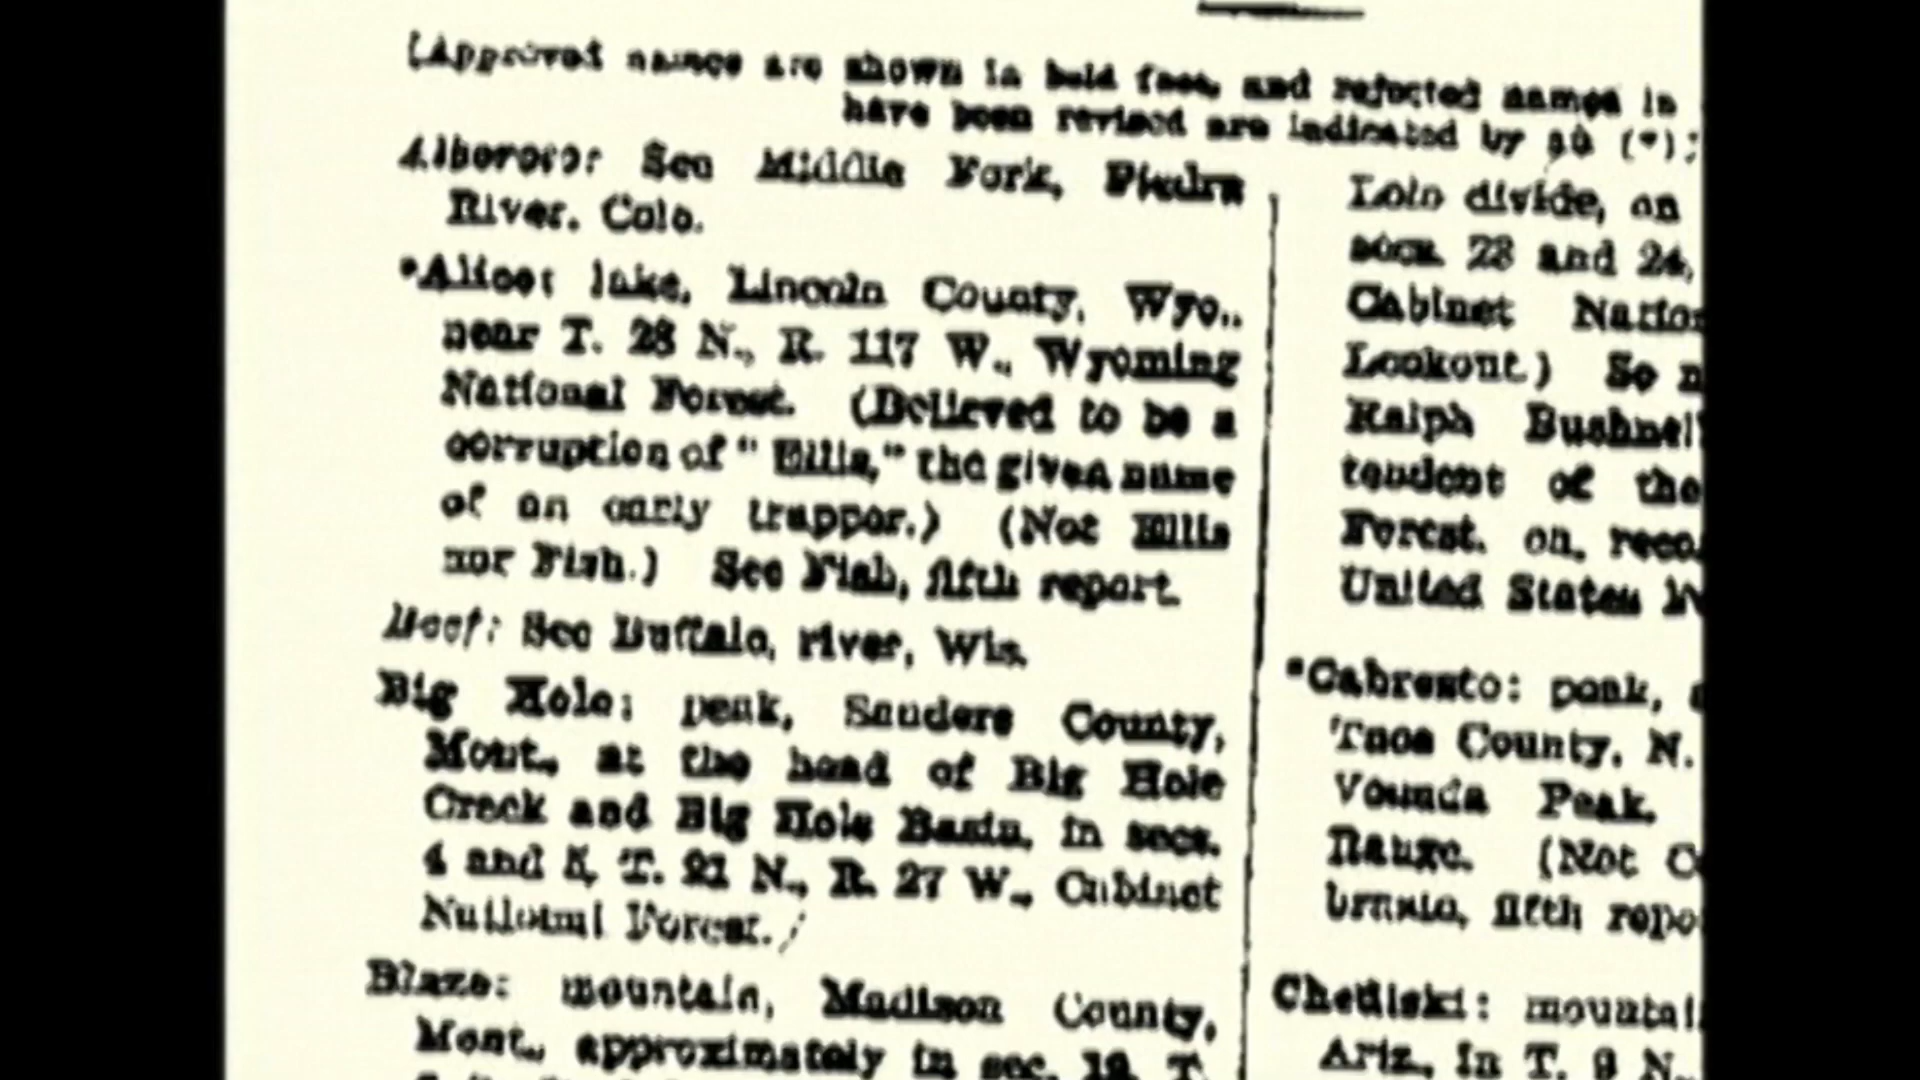 [Approved names are shown in bold face, and rejected names in
have been revised are indicated by an (*);
Alboroso: See Middle Fork, Piedra
River, Colo.
*Alice: lake, Lincoln County, Wyo.,
near T. 28 N., R. 117 W., Wyoming
National Forest. (Believed to be a
corruption of "Ellis," the given name
of an early trapper.) (Not Ellis
nor Fish.) See Fish, fifth report.
Beef: See Buffalo, river, Wis.
Big Hole: peak, Sanders County,
Mont., at the head of Big Hole
Creek and Big Hole Basin, in secs.
4 and 5, T. 21 N., R. 27 W., Cabinet
National Forest.
Blaze: mountain, Madison County,
Mont., approximately in sec. 19, T.
Lolo divide, on
secs. 23 and 24,
Cabinet Nation
Lookout.) So n
Ralph Bushnell
tendent of the
Forest, on, reco
United States
*Cabresto: peak,
Taos County, N.
Vounda Peak,
Range. (Not C
fifth repo
Chediski: mountai
Ariz., in T. 9 N.,